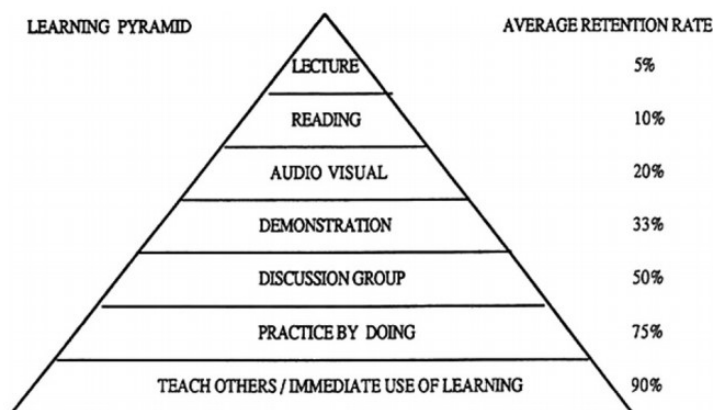 LEARNING PYRAMID
AVERAGE RETENTION RATE
LECTURE 5%
READING 10%
AUDIO VISUAL 20%
DEMONSTRATION 33%
DISCUSSION GROUP 50%
PRACTICE BY DOING 75%
TEACH OTHERS / IMMEDIATE USE OF LEARNING 90%